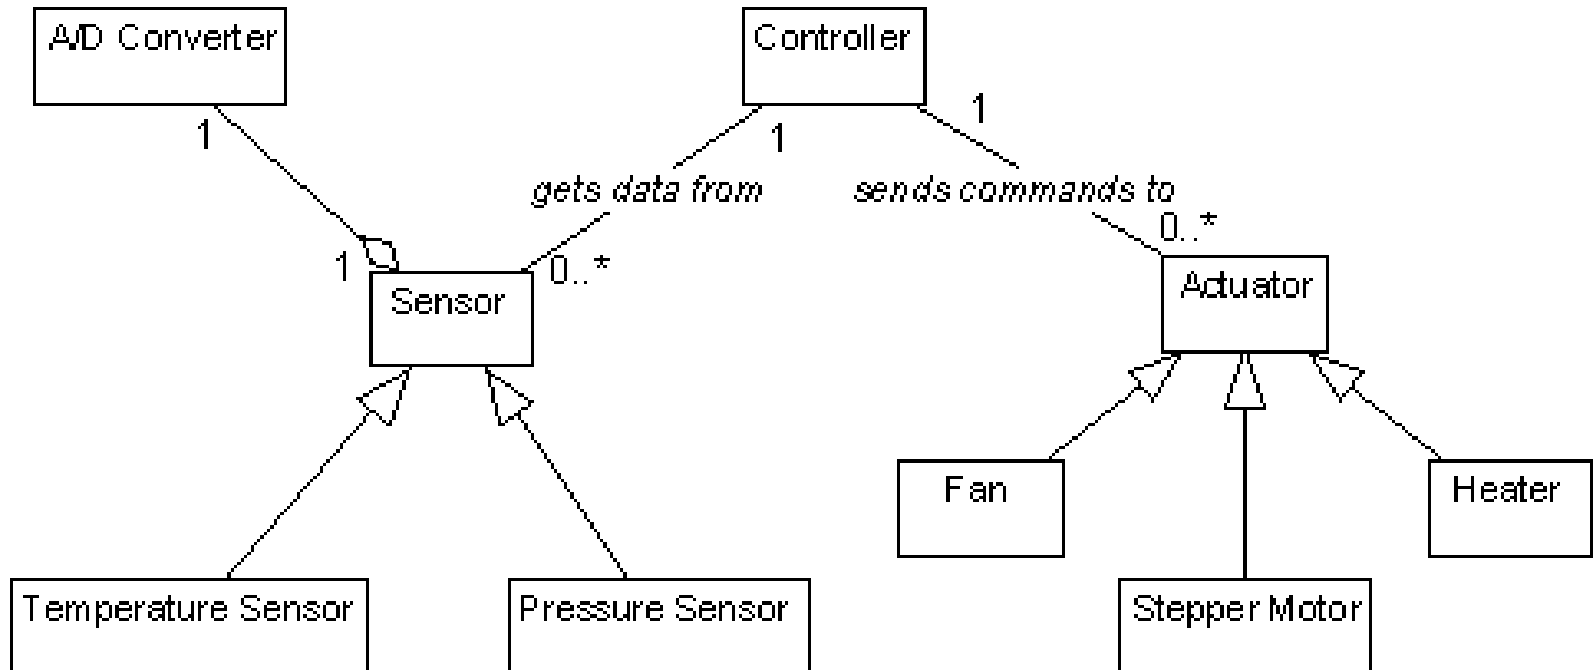 A/D Converter
Controller
1
1
1
gets data from
sends commands to
0..*
1
0..*
Sensor
Actuator
Fan
Heater
Temperature Sensor
Pressure Sensor
Stepper Motor